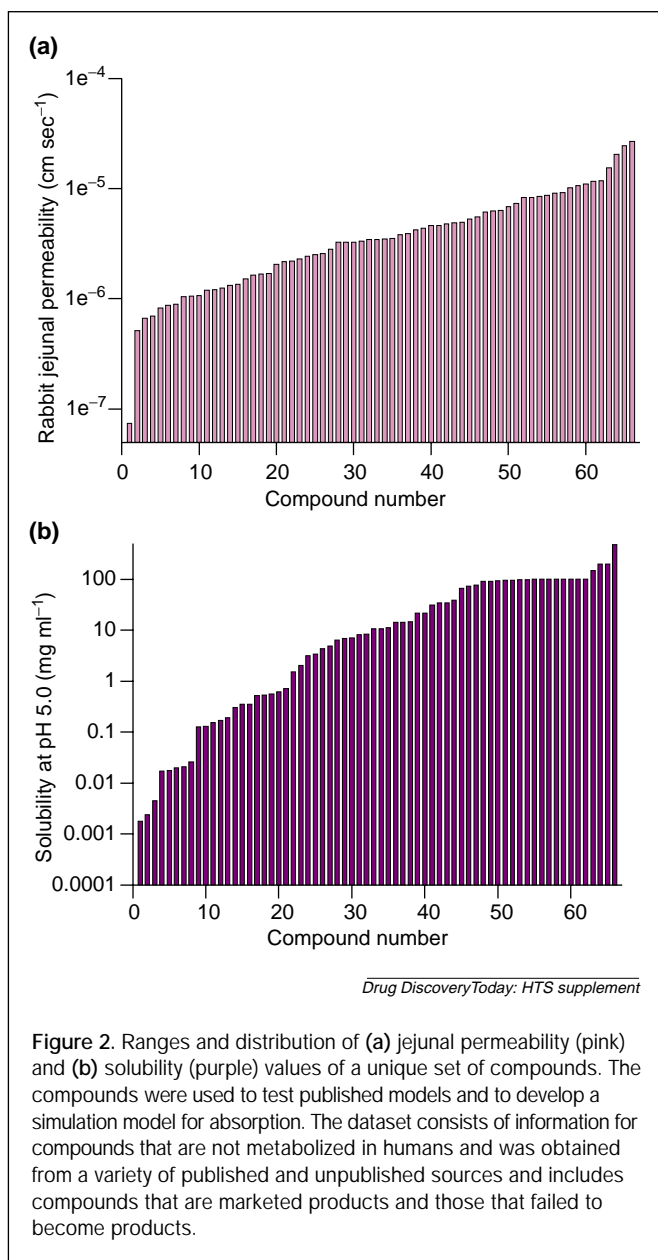 (a)
Rabbit jejunal permeability (cm sec⁻¹)
1e⁻⁴
1e⁻⁵
1e⁻⁶
1e⁻⁷
0 10 20 30 40 50 60
Compound number
(b)
Solubility at pH 5.0 (mg ml⁻¹)
100
10
1
0.1
0.01
0.001
0.0001
0 10 20 30 40 50 60
Compound number
Drug DiscoveryToday: HTS supplement
Figure 2. Ranges and distribution of (a) jejunal permeability (pink)
and (b) solubility (purple) values of a unique set of compounds. The
compounds were used to test published models and to develop a
simulation model for absorption. The dataset consists of information for
compounds that are not metabolized in humans and was obtained
from a variety of published and unpublished sources and includes
compounds that are marketed products and those that failed to
become products.